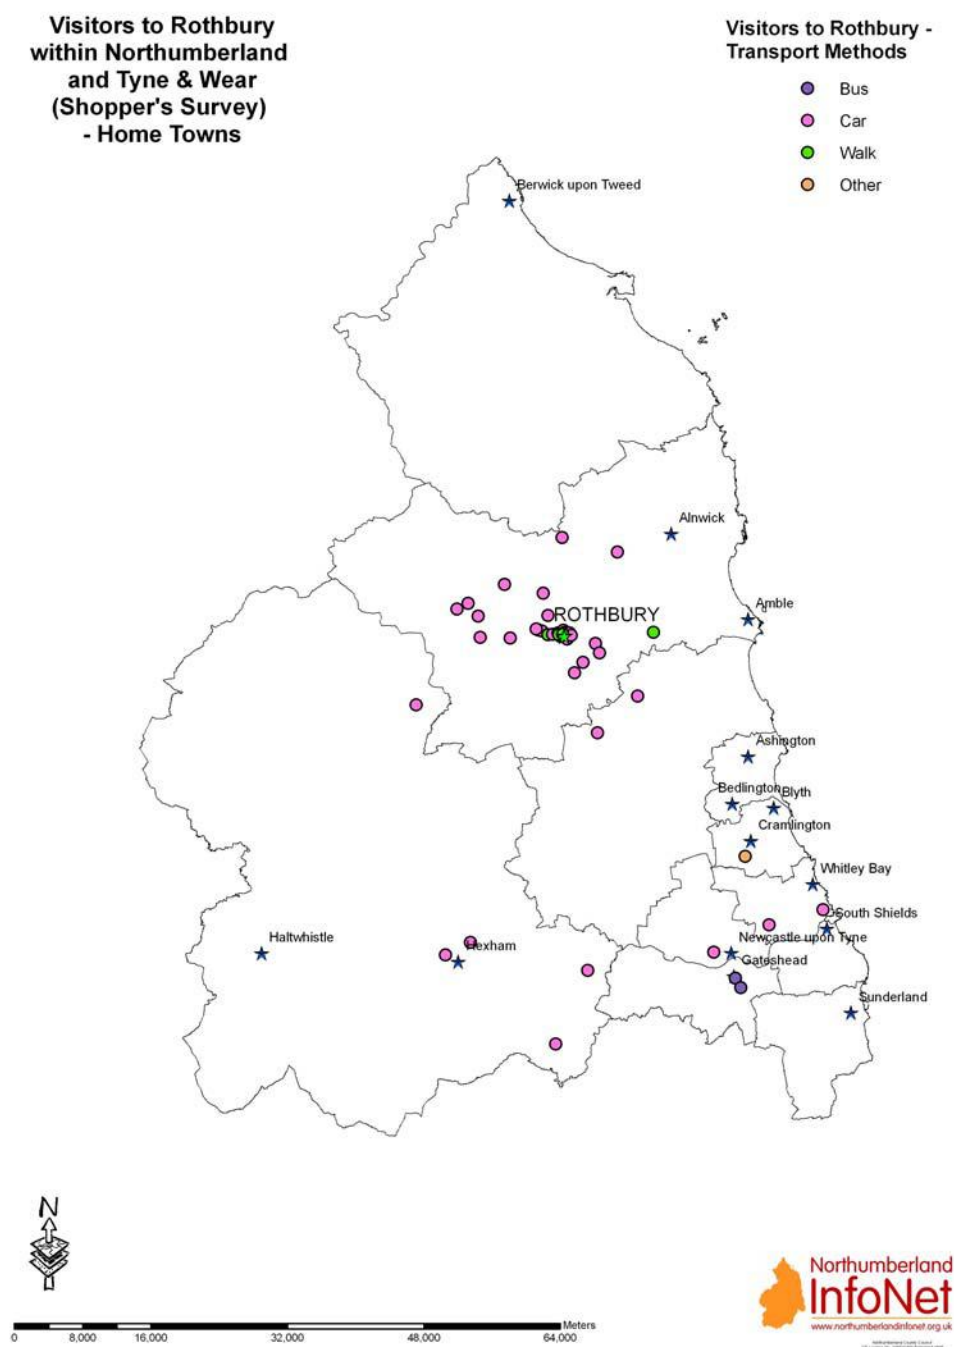 Visitors to Rothbury
within Northumberland
and Tyne & Wear
(Shopper's Survey)
- Home Towns
Visitors to Rothbury -
Transport Methods
Bus
Car
Walk
Other
Berwick upon Tweed
Alnwick
Amble
ROTHBURY
Ashington
Bedlington
Blyth
Cramlington
Whitley Bay
South Shields
Newcastle upon Tyne
Gateshead
Sunderland
Haltwhistle
Hexham
N
Northumberland
InfoNet
www.northumberlandinfonet.org.uk
Meters
0 8,000 16,000 32,000 48,000 64,000